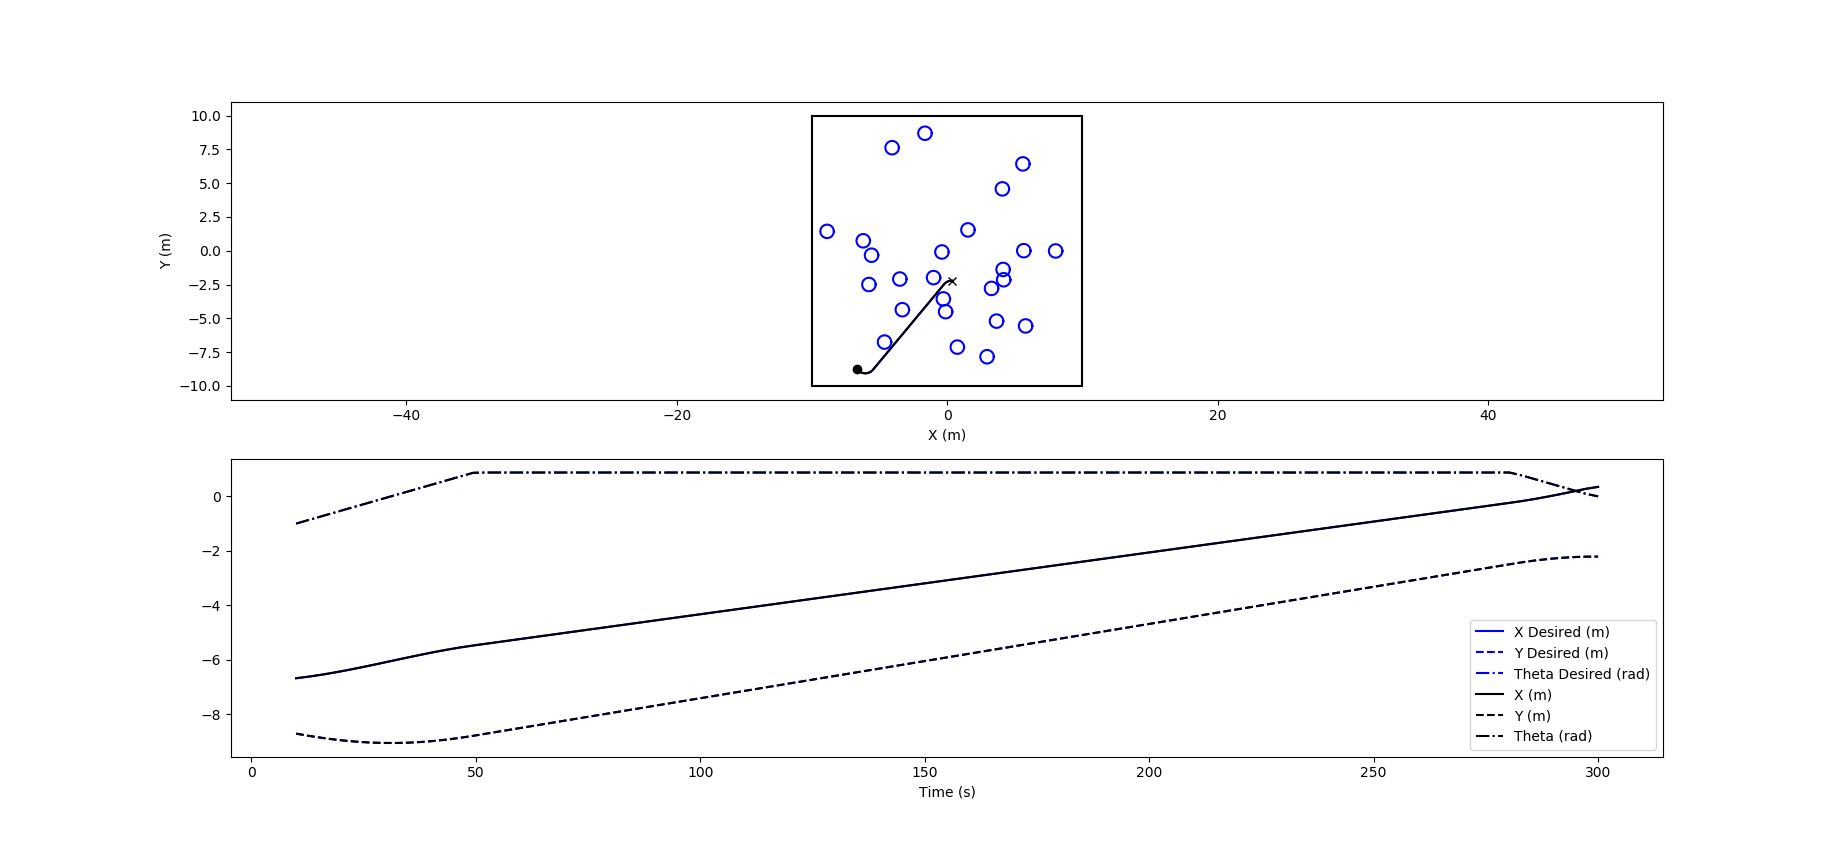 10.0
7.5
5.0
2.5
0.0
−2.5
−5.0
−7.5
−10.0
Y (m)
−40 −20 0 20 40
X (m)
0
−2
−4
−6
−8
X Desired (m)
Y Desired (m)
Theta Desired (rad)
X (m)
Y (m)
Theta (rad)
0 50 100 150 200 250 300
Time (s)